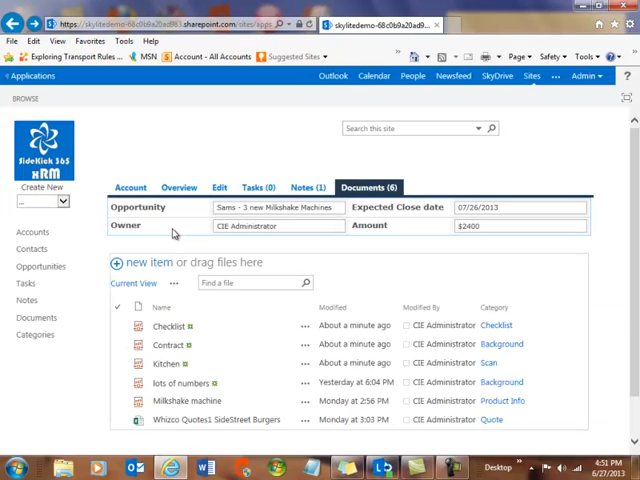 https://skylitedemo-68c0b9a20ad963.sharepoint.com/sites/apps
skylitedemo-68c0b9a20ad9...
File Edit View Favorites Tools Help
Exploring Transport Rules ... MSN Account - All Accounts Suggested Sites
Page Safety Tools
Applications
Outlook Calendar People Newsfeed SkyDrive Sites ... Admin ?
BROWSE
SideKick 365
xRM
Search this site
Create New
...
Account Overview Edit Tasks (0) Notes (1) Documents (6)
Opportunity Sams - 3 new Milkshake Machines Expected Close date 07/26/2013
Owner CIE Administrator Amount $2400
Accounts
Contacts
Opportunities
Tasks
Notes
Documents
Categories
new item or drag files here
Current View ... Find a file
Name Modified Modified By Category
Checklist ... About a minute ago CIE Administrator Checklist
Contract ... About a minute ago CIE Administrator Background
Kitchen ... About a minute ago CIE Administrator Scan
lots of numbers ... Yesterday at 6:04 PM CIE Administrator Background
Milkshake machine ... Monday at 2:56 PM CIE Administrator Product Info
Whizco Quotes1 SideStreet Burgers ... Monday at 3:03 PM CIE Administrator Quote
Desktop
4:51 PM
6/27/2013